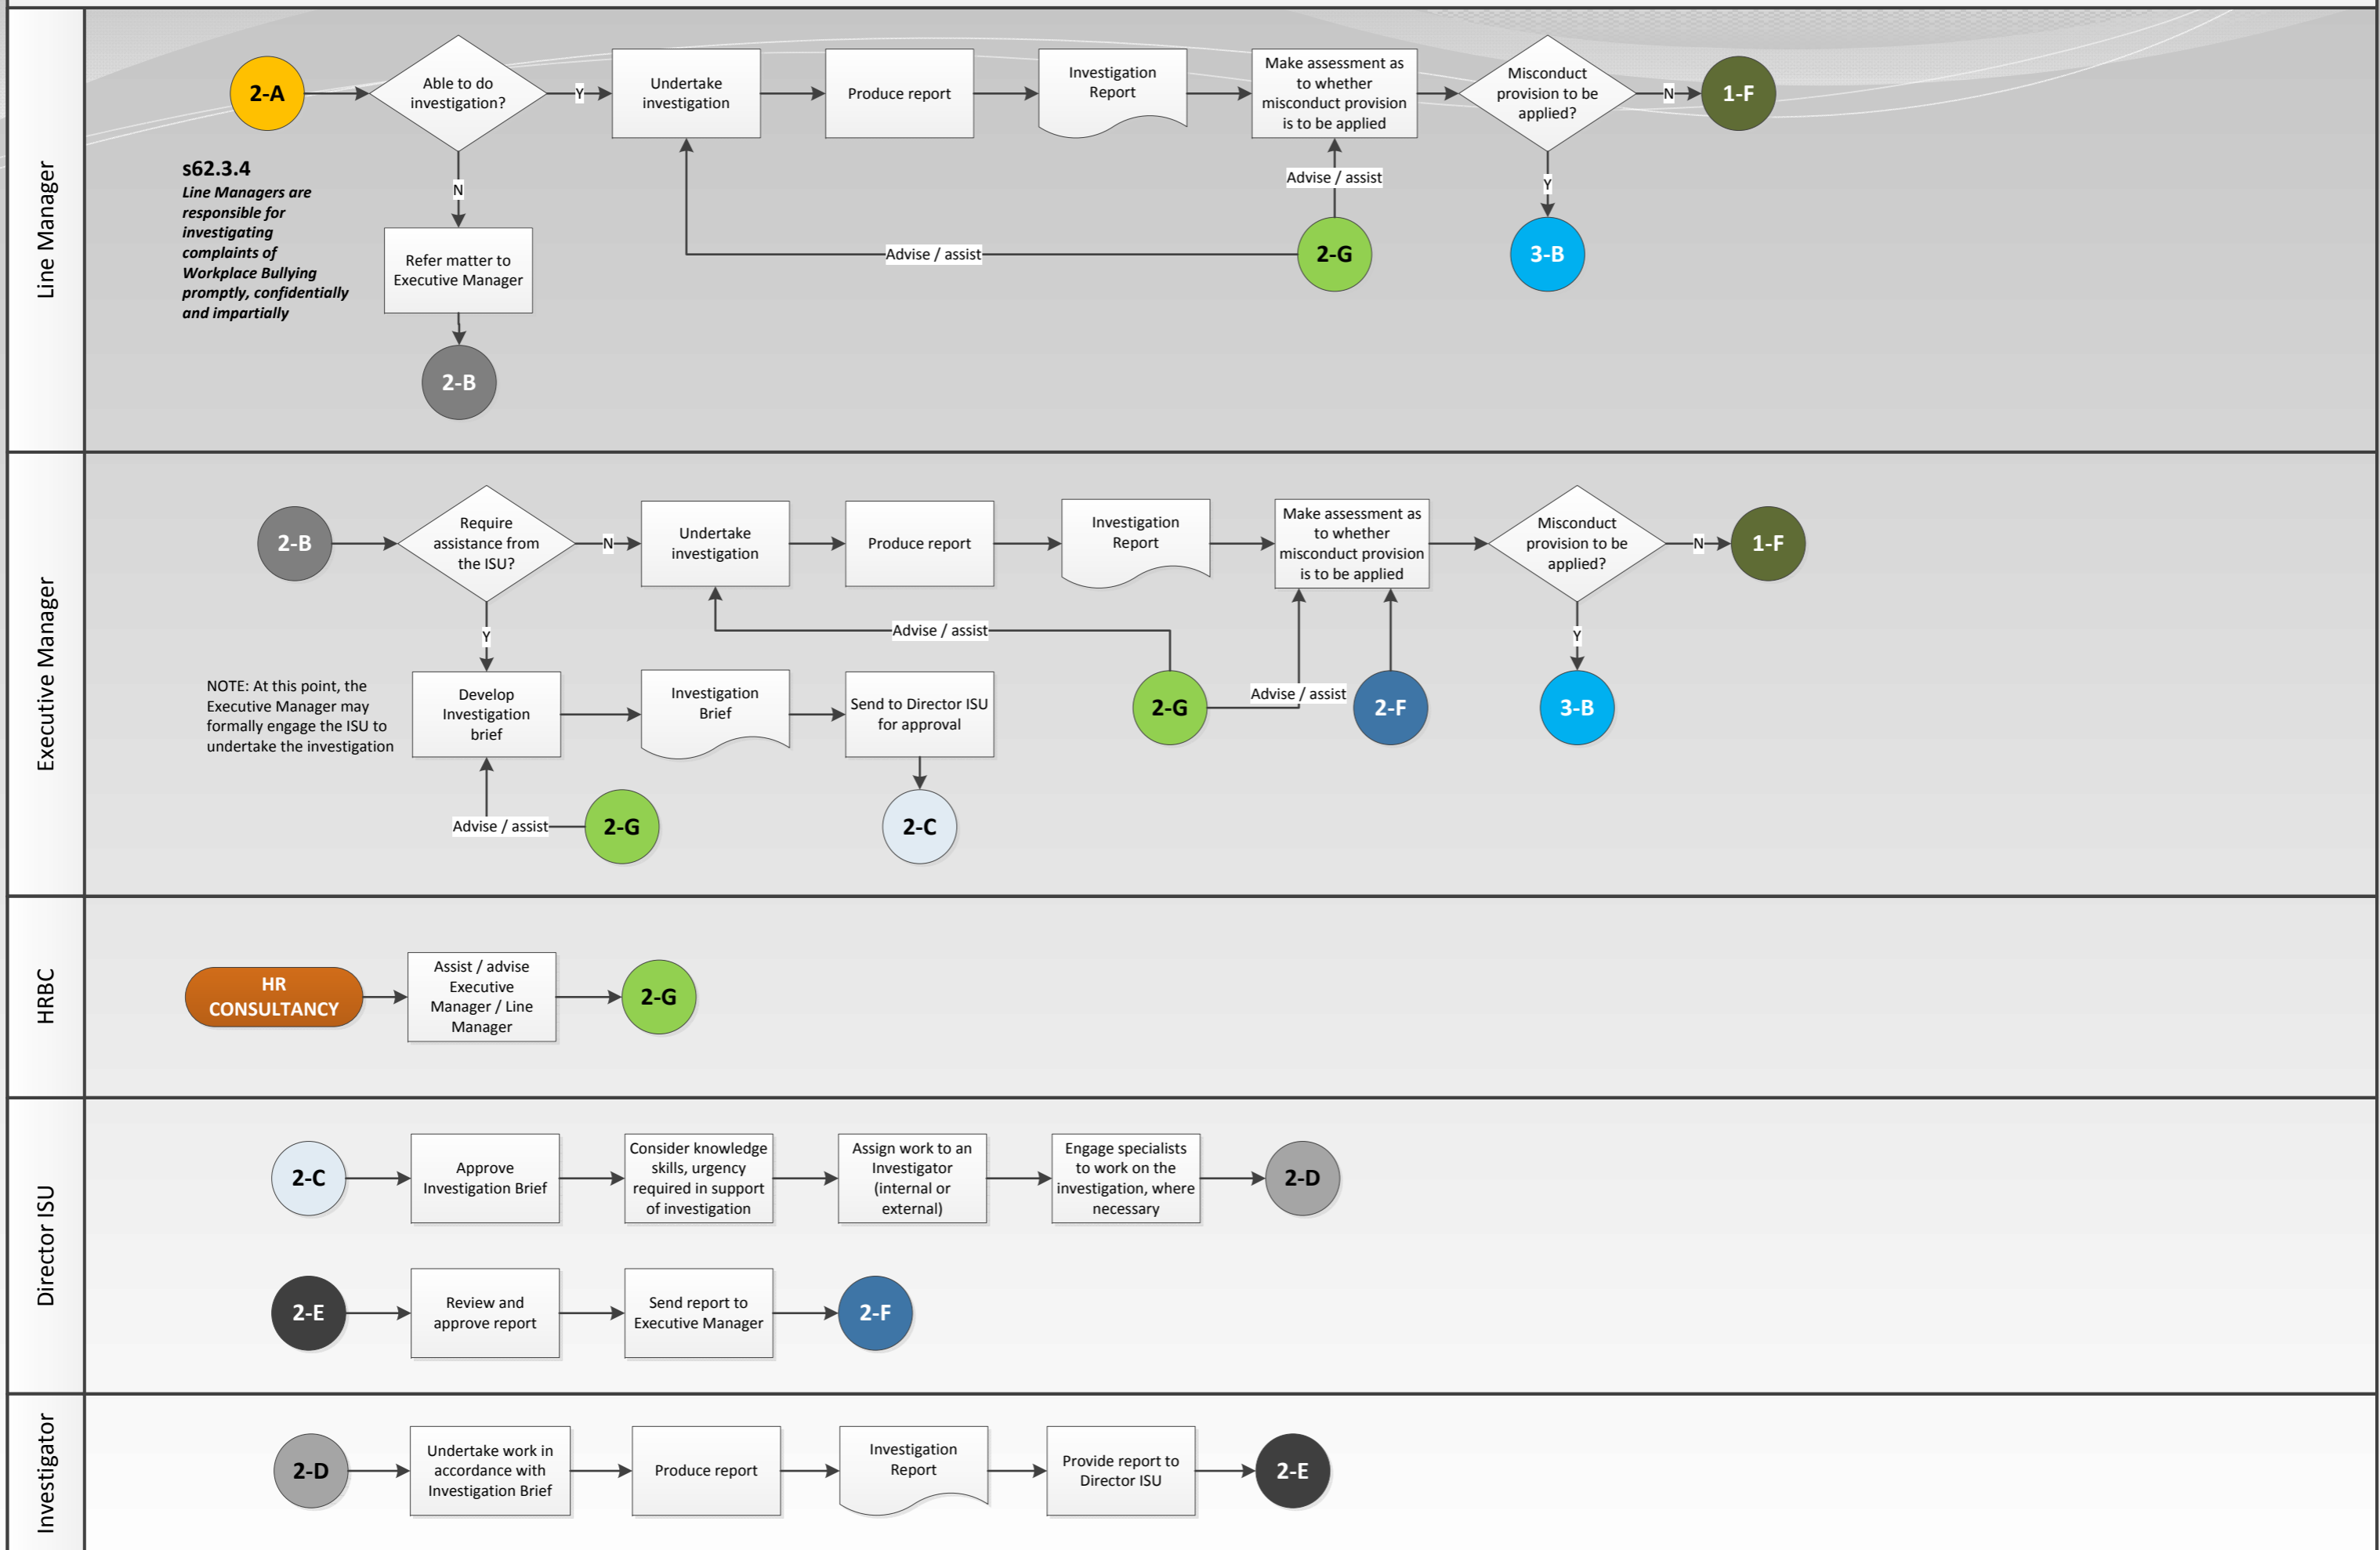 Line Manager
2-A
Able to do
investigation?
Y
Undertake
investigation
Produce report
Investigation
Report
Make assessment as
to whether
misconduct provision
is to be applied
Misconduct
provision to be
applied?
N
1-F
s62.3.4
Line Managers are
responsible for
investigating
complaints of
Workplace Bullying
promptly, confidentially
and impartially
N
Refer matter to
Executive Manager
2-B
Advise / assist
Advise / assist
2-G
Y
3-B
Executive Manager
2-B
Require
assistance from
the ISU?
N
Undertake
investigation
Produce report
Investigation
Report
Make assessment as
to whether
misconduct provision
is to be applied
Misconduct
provision to be
applied?
N
1-F
Y
Advise / assist
Y
NOTE: At this point, the
Executive Manager may
formally engage the ISU to
undertake the investigation
Develop
Investigation
brief
Investigation
Brief
Send to Director ISU
for approval
2-G
Advise / assist
2-F
3-B
Advise / assist
2-G
2-C
HRBC
HR
CONSULTANCY
Assist / advise
Executive
Manager / Line
Manager
2-G
Director ISU
2-C
Approve
Investigation Brief
Consider knowledge
skills, urgency
required in support
of investigation
Assign work to an
Investigator
(internal or
external)
Engage specialists
to work on the
investigation, where
necessary
2-D
2-E
Review and
approve report
Send report to
Executive Manager
2-F
Investigator
2-D
Undertake work in
accordance with
Investigation Brief
Produce report
Investigation
Report
Provide report to
Director ISU
2-E